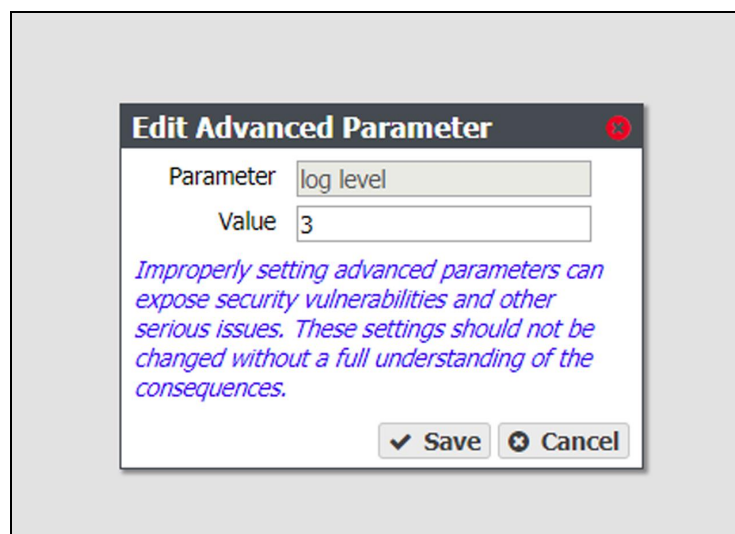 Edit Advanced Parameter
Parameter log level
Value 3
Improperly setting advanced parameters can
expose security vulnerabilities and other
serious issues. These settings should not be
changed without a full understanding of the
consequences.
Save Cancel